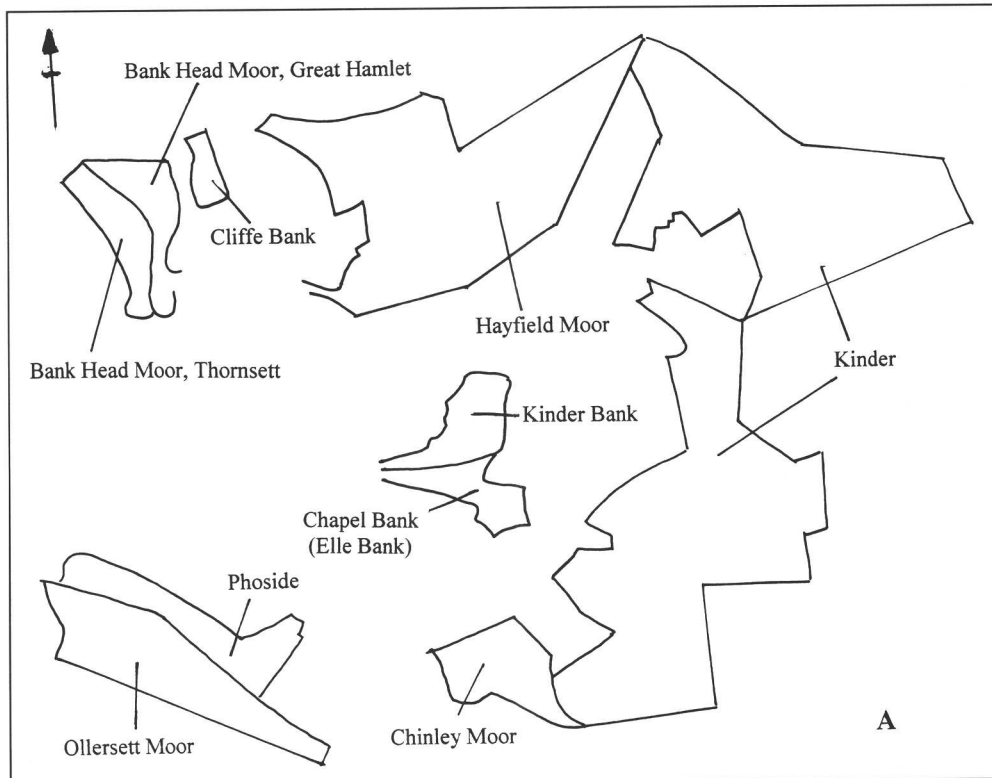 Bank Head Moor, Great Hamlet
Cliffe Bank
Hayfield Moor
Bank Head Moor, Thornsett
Kinder
Kinder Bank
Chapel Bank
(Elle Bank)
Phoside
Ollersett Moor
Chinley Moor
A